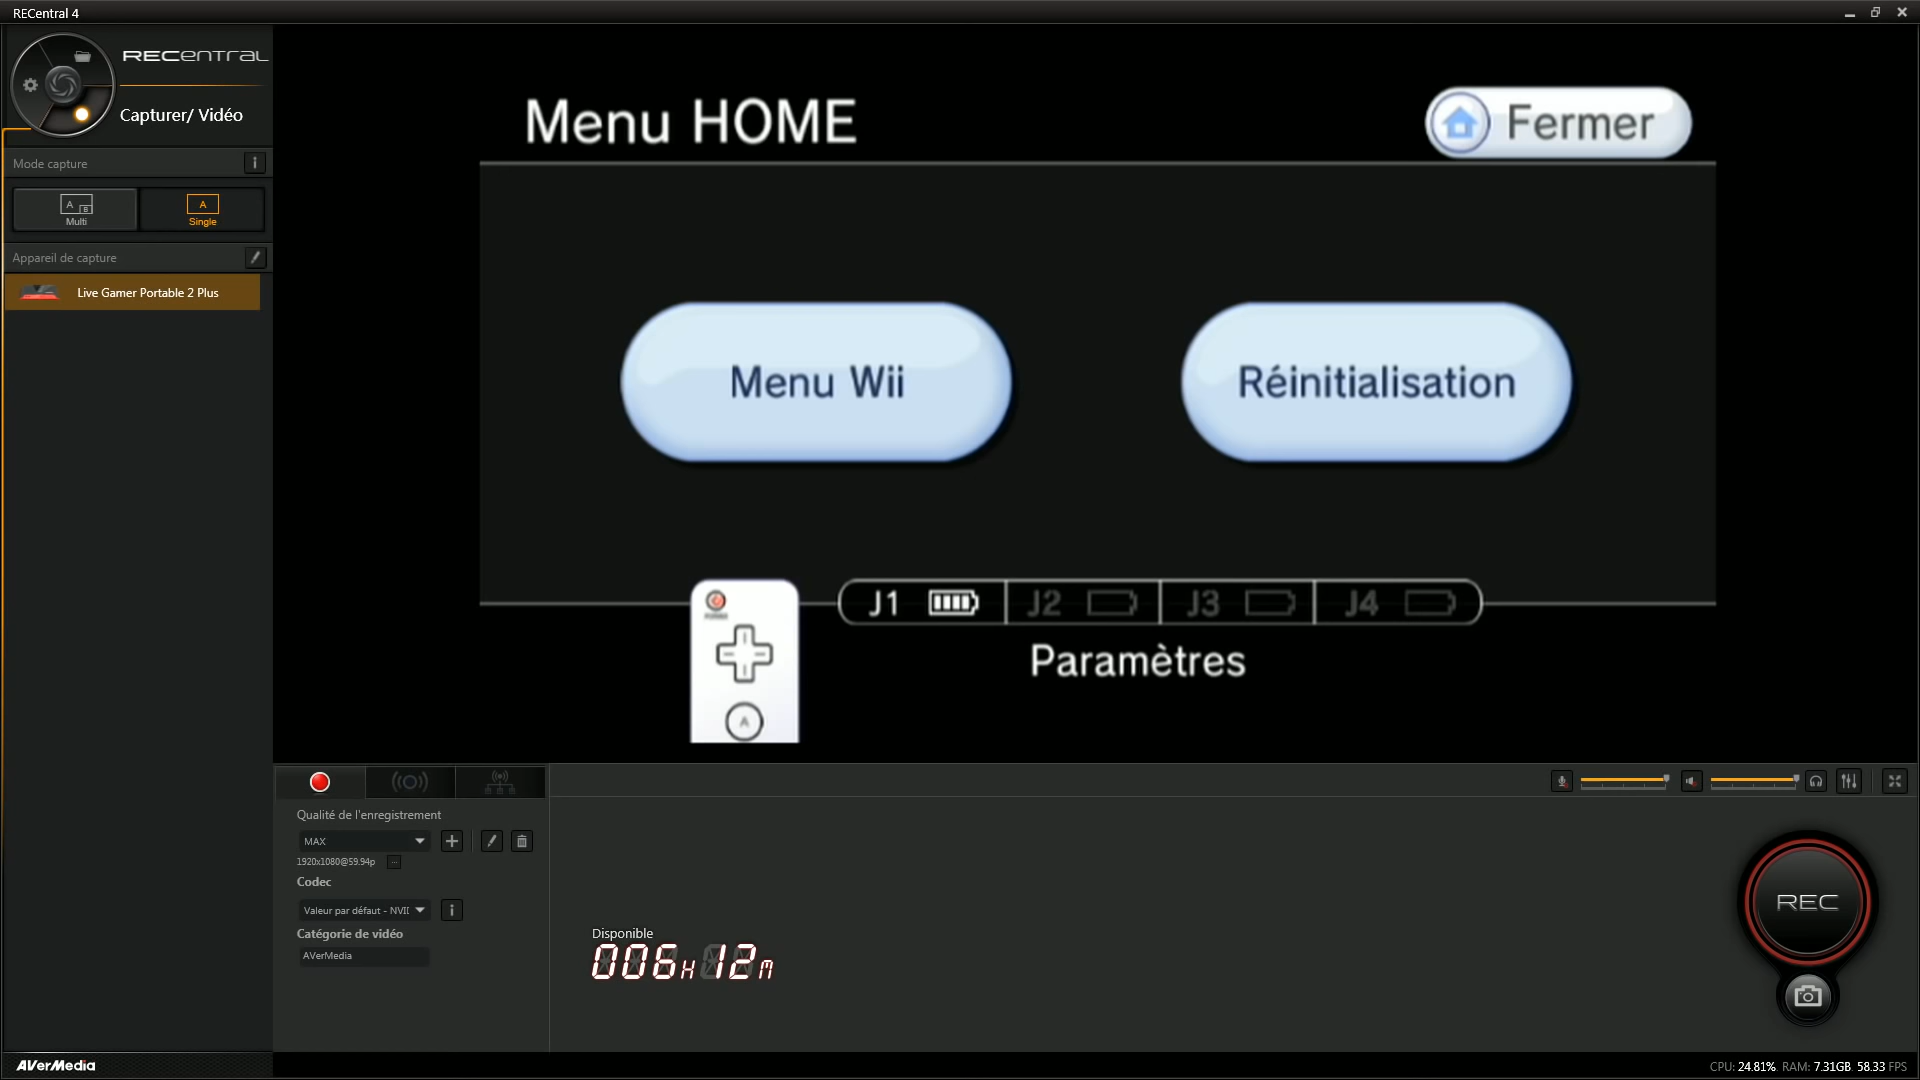 RECentral 4
RECENTRAL
Capturer/ Vidéo
Mode capture
i
A B
Multi
A
Single
Appareil de capture
Live Gamer Portable 2 Plus
Menu HOME
Fermer
Menu Wii
Réinitialisation
J1
J2
J3
J4
A
Paramètres
Qualité de l'enregistrement
MAX
1920x1080@59.94p
...
Codec
Valeur par défaut - NVII
i
Catégorie de vidéo
AVerMedia
Disponible
006H 12M
REC
AVerMedia
CPU: 24.81% RAM: 7.31GB 58.33 FPS